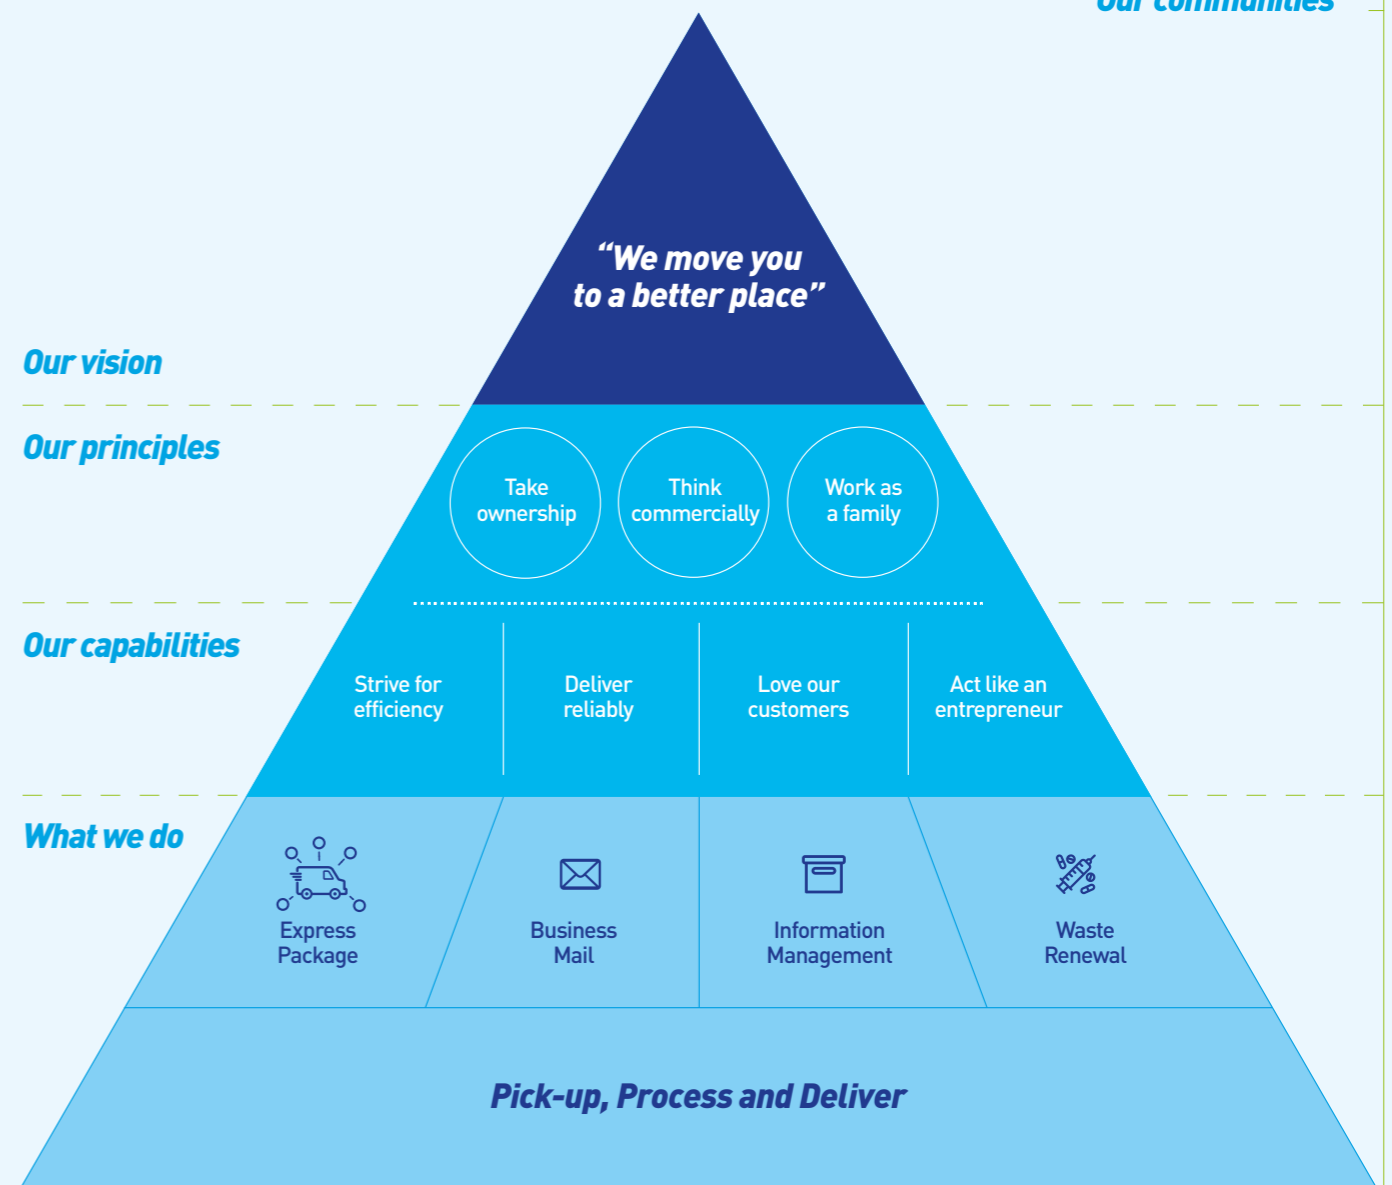 Our communities
"We move you
to a better place"
Our vision
Our principles
Take
ownership
Think
commercially
Work as
a family
Our capabilities
Strive for
efficiency
Deliver
reliably
Love our
customers
Act like an
entrepreneur
What we do
Express
Package
Business
Mail
Information
Management
Waste
Renewal
Pick-up, Process and Deliver